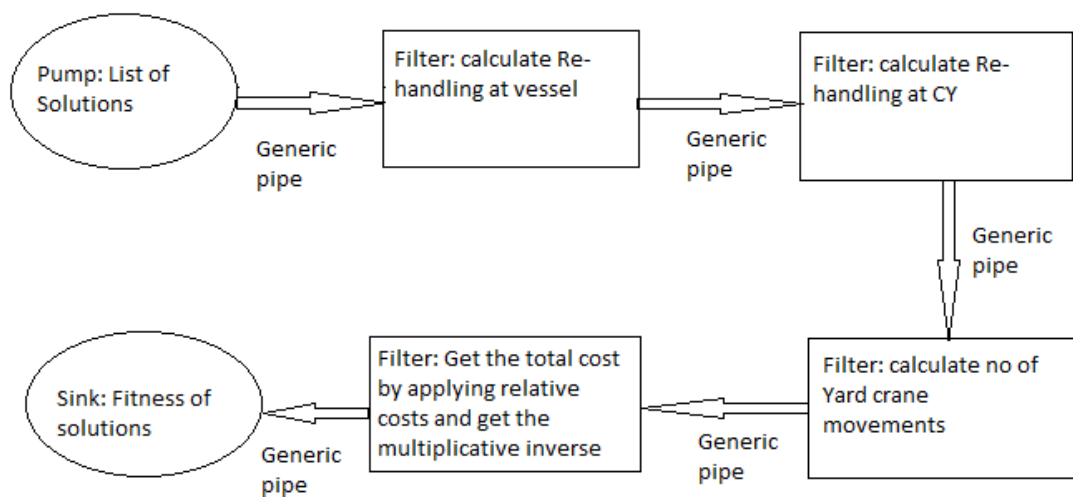 Pump: List of
Solutions
Generic
pipe
Filter: calculate Re-
handling at vessel
Generic
pipe
Filter: calculate Re-
handling at CY
Generic
pipe
Filter: calculate no of
Yard crane
movements
Generic
pipe
Filter: Get the total cost
by applying relative
costs and get the
multiplicative inverse
Generic
pipe
Sink: Fitness of
solutions